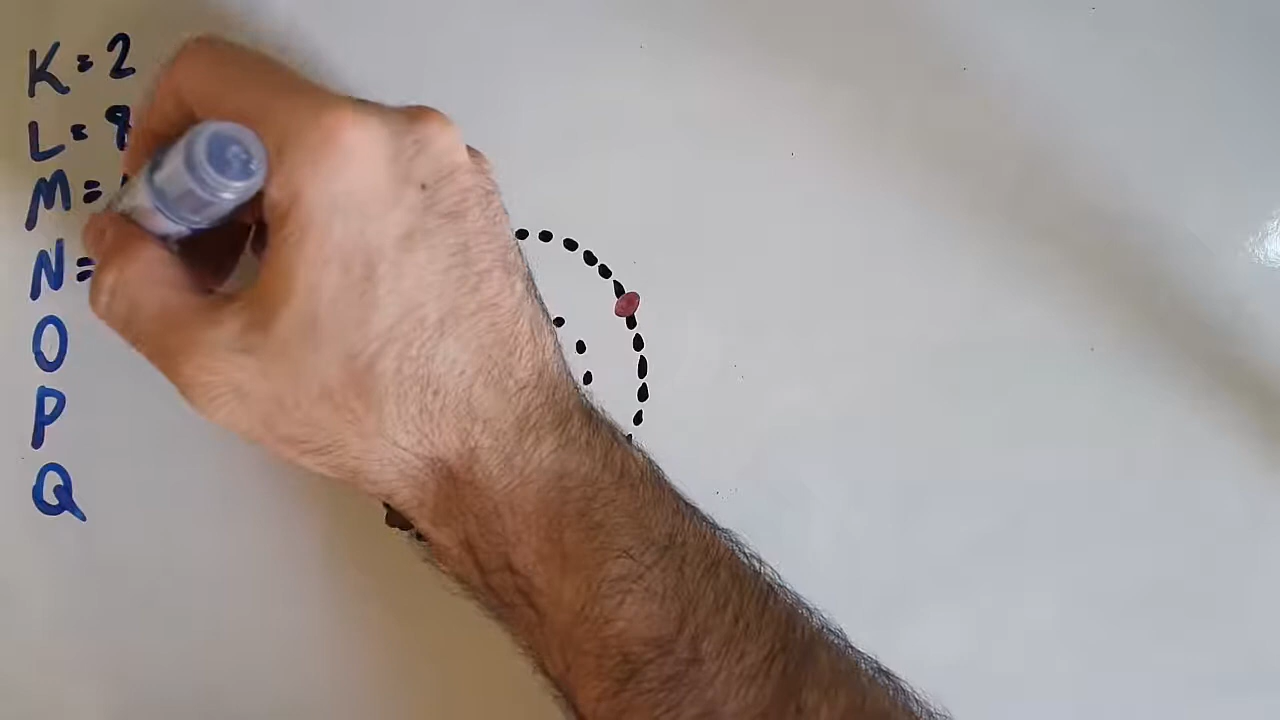 K = 2
L = 8
M =
N =
O
P
Q